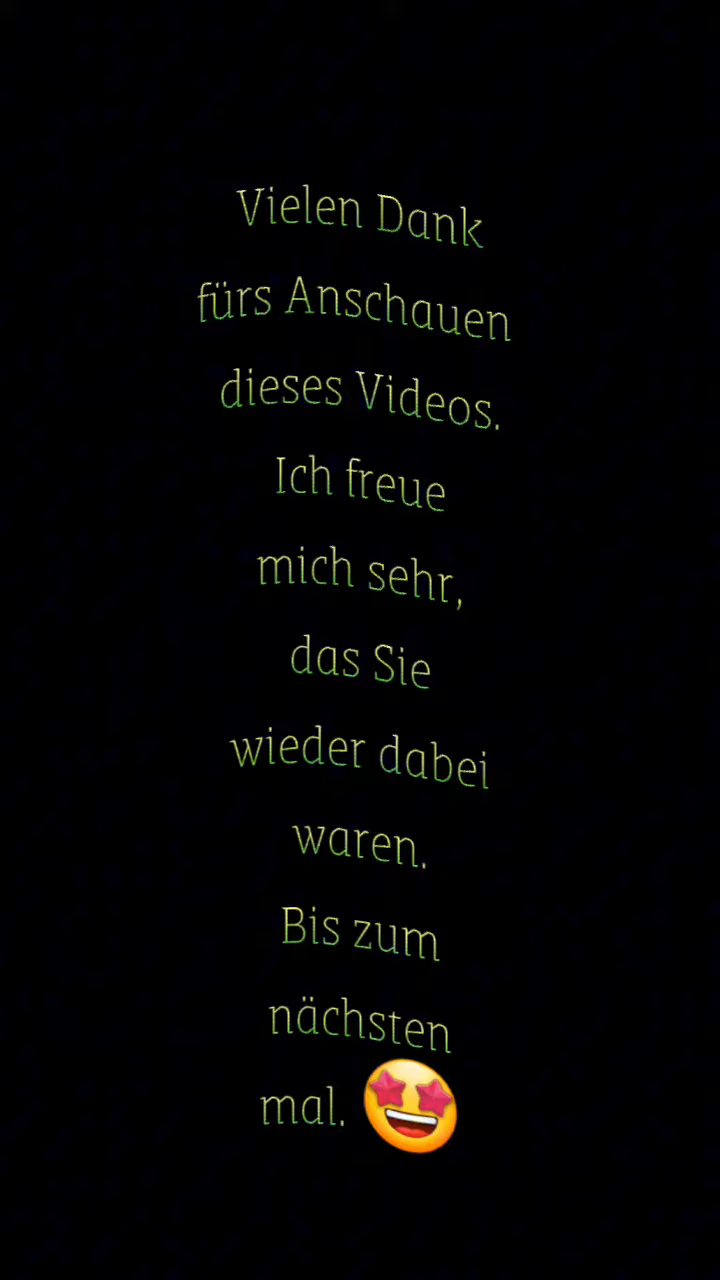 Vielen Dank
fürs Anschauen
dieses Videos.
Ich freue
mich sehr,
das Sie
wieder dabei
waren.
Bis zum
nächsten
mal. 🤩